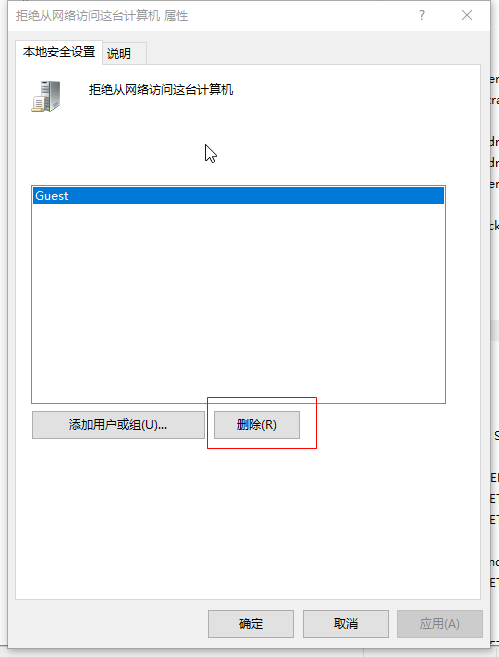 拒绝从网络访问这台计算机 属性
本地安全设置 说明
拒绝从网络访问这台计算机
Guest
添加用户或组(U)... 删除(R)
确定 取消 应用(A)